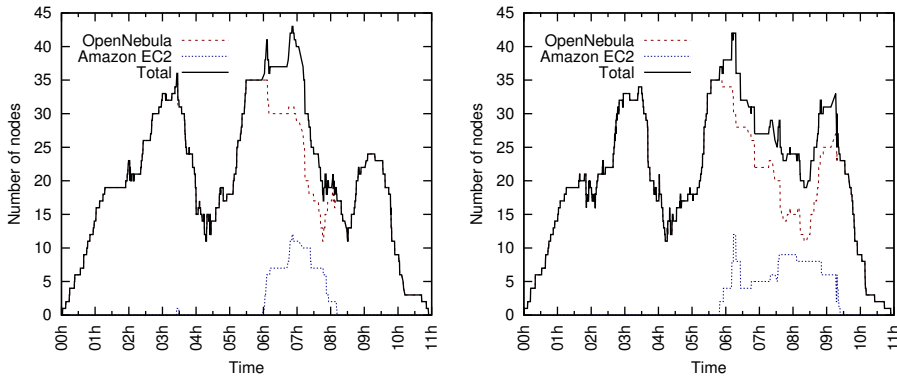 45
40
35
30
25
20
15
10
5
0
Number of nodes
OpenNebula
Amazon EC2
Total
00h
01h
02h
03h
04h
05h
06h
07h
08h
09h
10h
11h
Time
45
40
35
30
25
20
15
10
5
0
Number of nodes
OpenNebula
Amazon EC2
Total
00h
01h
02h
03h
04h
05h
06h
07h
08h
09h
10h
11h
Time